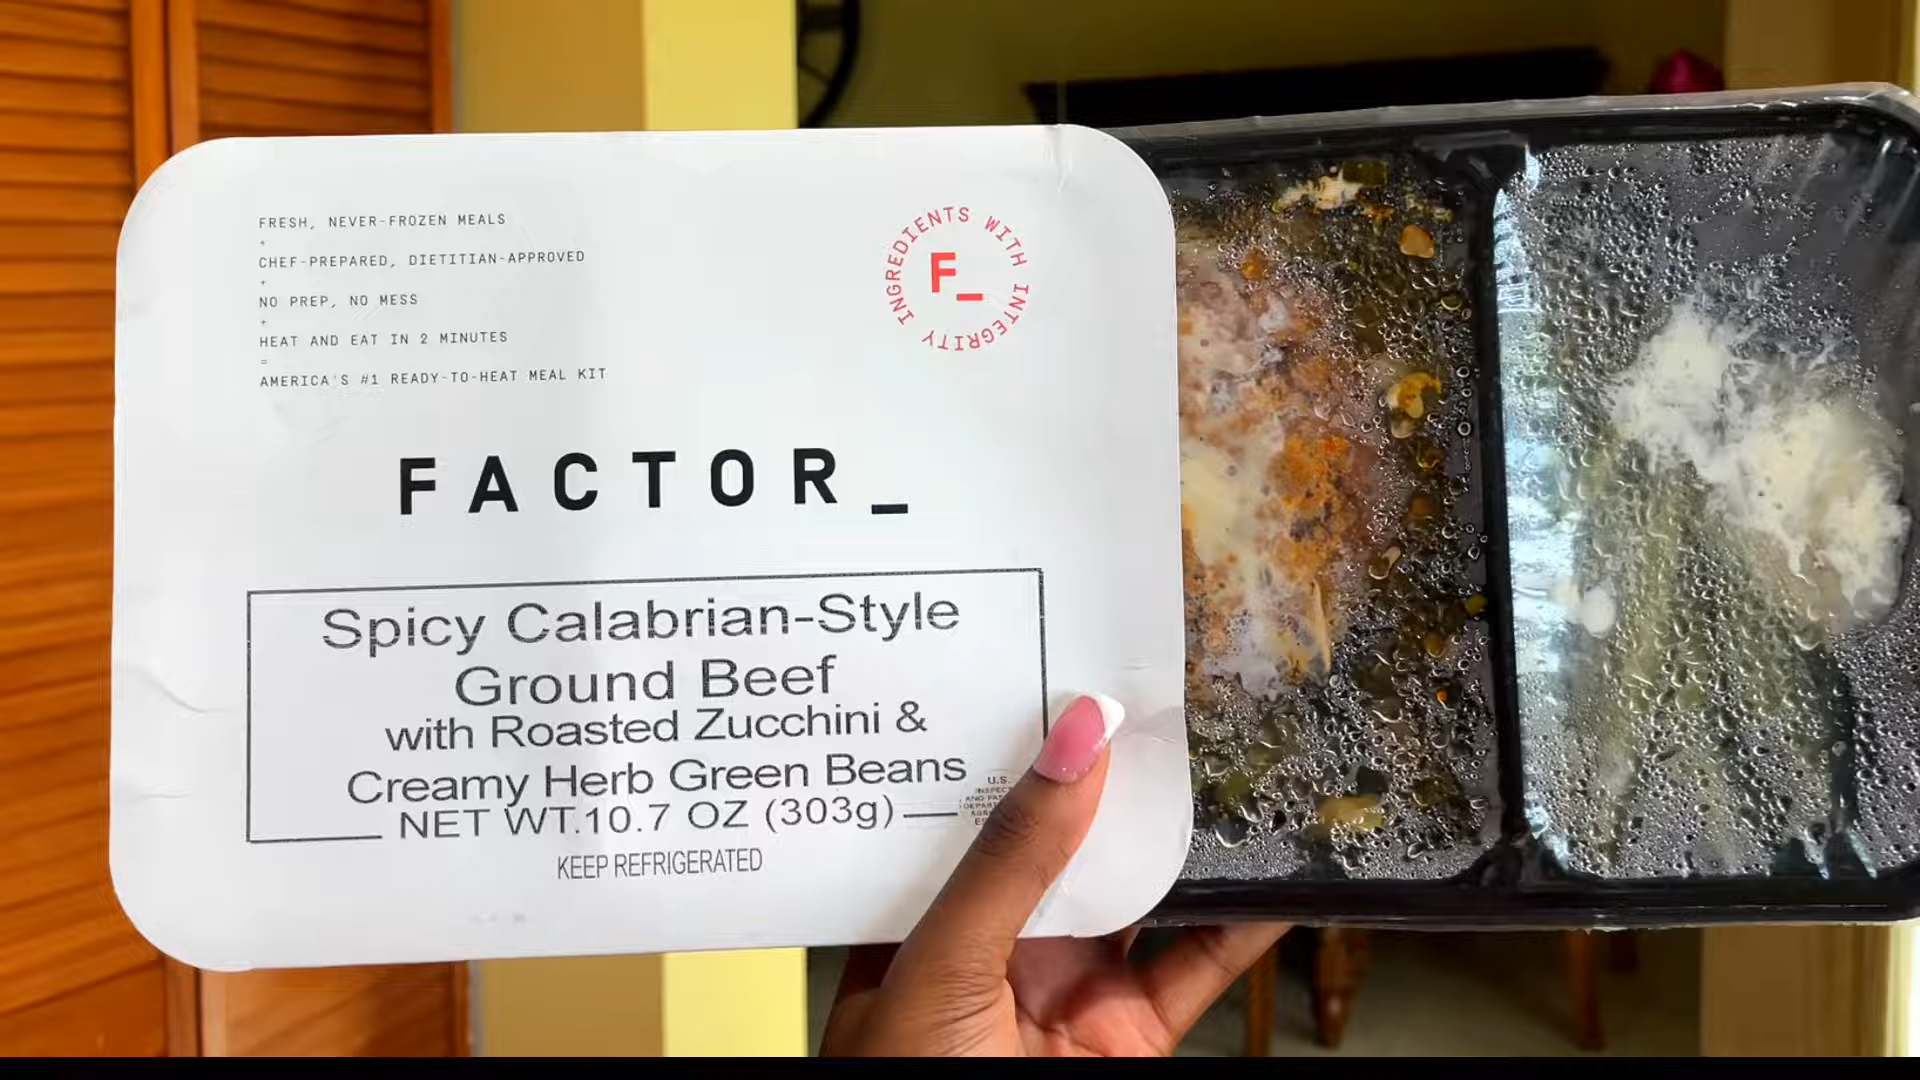 FRESH, NEVER-FROZEN MEALS
+
CHEF-PREPARED, DIETITIAN-APPROVED
+
NO PREP, NO MESS
+
HEAT AND EAT IN 2 MINUTES
=
AMERICA'S #1 READY-TO-HEAT MEAL KIT
INGREDIENTS WITH INTEGRITY
F_
FACTOR_
Spicy Calabrian-Style
Ground Beef
with Roasted Zucchini &
Creamy Herb Green Beans
NET WT.10.7 OZ (303g)
U.S.
KEEP REFRIGERATED